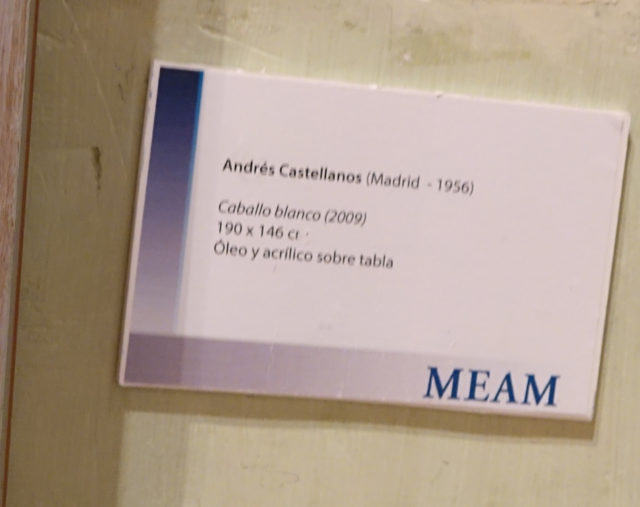 Andrés Castellanos (Madrid - 1956)
Caballo blanco (2009)
190 x 146 c
Óleo y acrílico sobre tabla
MEAM